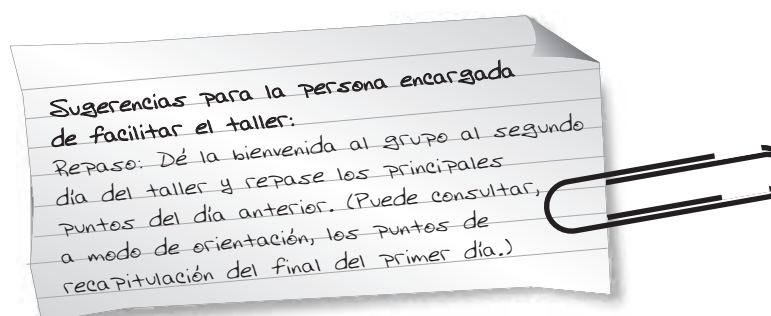 Sugerencias para la persona encargada
de facilitar el taller:
Repaso: Dé la bienvenida al grupo al segundo
día del taller y repase los principales
puntos del día anterior. (Puede consultar,
a modo de orientación, los puntos de
recapitulación del final del primer día.)